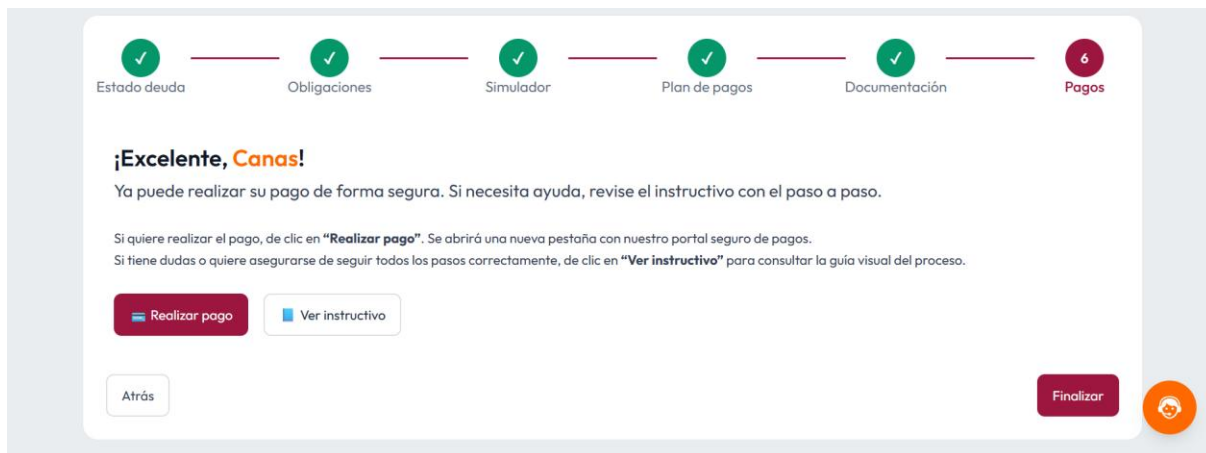 ✓ ✓ ✓ ✓ ✓ 6
Estado deuda Obligaciones Simulador Plan de pagos Documentación Pagos
¡Excelente, Canas!
Ya puede realizar su pago de forma segura. Si necesita ayuda, revise el instructivo con el paso a paso.
Si quiere realizar el pago, de clic en “Realizar pago”. Se abrirá una nueva pestaña con nuestro portal seguro de pagos.
Si tiene dudas o quiere asegurarse de seguir todos los pasos correctamente, de clic en “Ver instructivo” para consultar la guía visual del proceso.
Realizar pago Ver instructivo
Atrás Finalizar